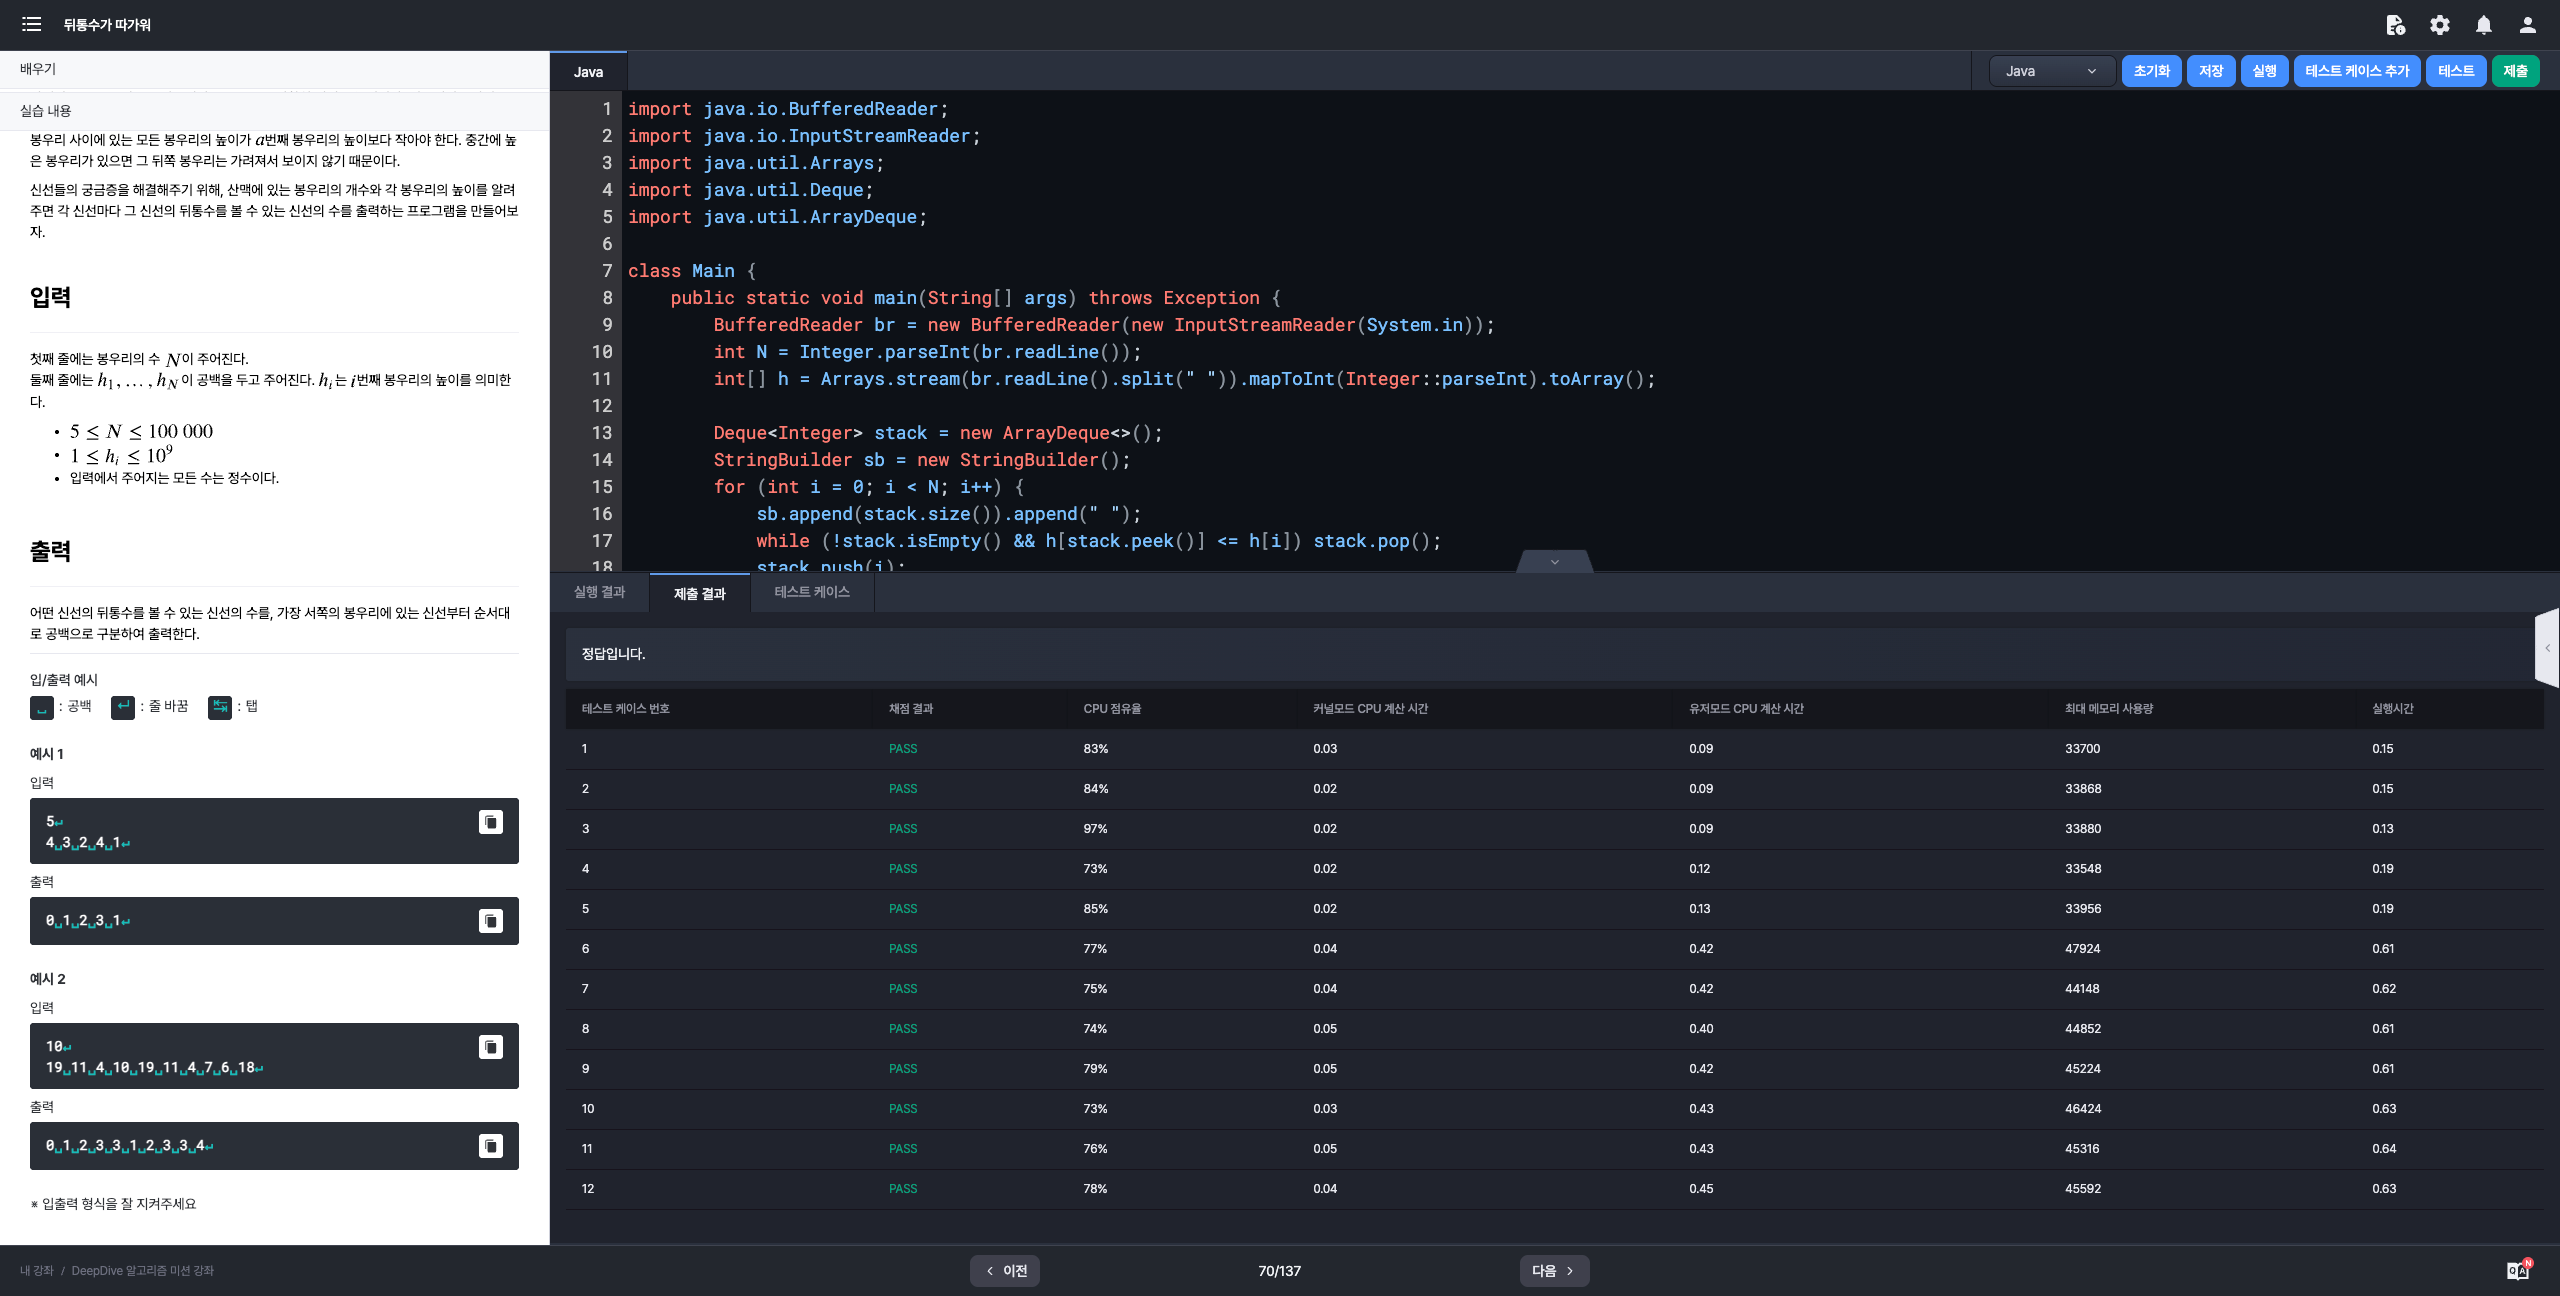 뒤통수가 따가워
배우기
실습 내용
봉우리 사이에 있는 모든 봉우리의 높이가 a번째 봉우리의 높이보다 작아야 한다. 중간에 높
은 봉우리가 있으면 그 뒤쪽 봉우리는 가려져서 보이지 않기 때문이다.
신선들의 궁금증을 해결해주기 위해, 산맥에 있는 봉우리의 개수와 각 봉우리의 높이를 알려
주면 각 신선마다 그 신선의 뒤통수를 볼 수 있는 신선의 수를 출력하는 프로그램을 만들어보
자.
입력
첫째 줄에는 봉우리의 수 N이 주어진다.
둘째 줄에는 h₁, …, h_N이 공백을 두고 주어진다. h_i는 i번째 봉우리의 높이를 의미한
다.
• 5 ≤ N ≤ 100 000
• 1 ≤ h_i ≤ 10⁹
• 입력에서 주어지는 모든 수는 정수이다.
출력
어떤 신선의 뒤통수를 볼 수 있는 신선의 수를, 가장 서쪽의 봉우리에 있는 신선부터 순서대
로 공백으로 구분하여 출력한다.
입/출력 예시
␣ : 공백 ↵ : 줄 바꿈 ↹ : 탭
예시 1
입력
5↵
4␣3␣2␣4␣1↵
출력
0␣1␣2␣3␣1↵
예시 2
입력
10↵
19␣11␣4␣10␣19␣11␣4␣7␣6␣18↵
출력
0␣1␣2␣3␣3␣1␣2␣3␣3␣4↵
※ 입출력 형식을 잘 지켜주세요
Java
Java 초기화 저장 실행 테스트 케이스 추가 테스트 제출
1 import java.io.BufferedReader;
2 import java.io.InputStreamReader;
3 import java.util.Arrays;
4 import java.util.Deque;
5 import java.util.ArrayDeque;
6
7 class Main {
8     public static void main(String[] args) throws Exception {
9         BufferedReader br = new BufferedReader(new InputStreamReader(System.in));
10         int N = Integer.parseInt(br.readLine());
11         int[] h = Arrays.stream(br.readLine().split(" ")).mapToInt(Integer::parseInt).toArray();
12
13         Deque<Integer> stack = new ArrayDeque<>();
14         StringBuilder sb = new StringBuilder();
15         for (int i = 0; i < N; i++) {
16             sb.append(stack.size()).append(" ");
17             while (!stack.isEmpty() && h[stack.peek()] <= h[i]) stack.pop();
18             stack.push(i);
실행 결과 제출 결과 테스트 케이스
정답입니다.
테스트 케이스 번호 채점 결과 CPU 점유율 커널모드 CPU 계산 시간 유저모드 CPU 계산 시간 최대 메모리 사용량 실행시간
1 PASS 83% 0.03 0.09 33700 0.15
2 PASS 84% 0.02 0.09 33868 0.15
3 PASS 97% 0.02 0.09 33880 0.13
4 PASS 73% 0.02 0.12 33548 0.19
5 PASS 85% 0.02 0.13 33956 0.19
6 PASS 77% 0.04 0.42 47924 0.61
7 PASS 75% 0.04 0.42 44148 0.62
8 PASS 74% 0.05 0.40 44852 0.61
9 PASS 79% 0.05 0.42 45224 0.61
10 PASS 73% 0.03 0.43 46424 0.63
11 PASS 76% 0.05 0.43 45316 0.64
12 PASS 78% 0.04 0.45 45592 0.63
내 강좌 / DeepDive 알고리즘 미션 강좌
이전 70/137 다음
Q A N